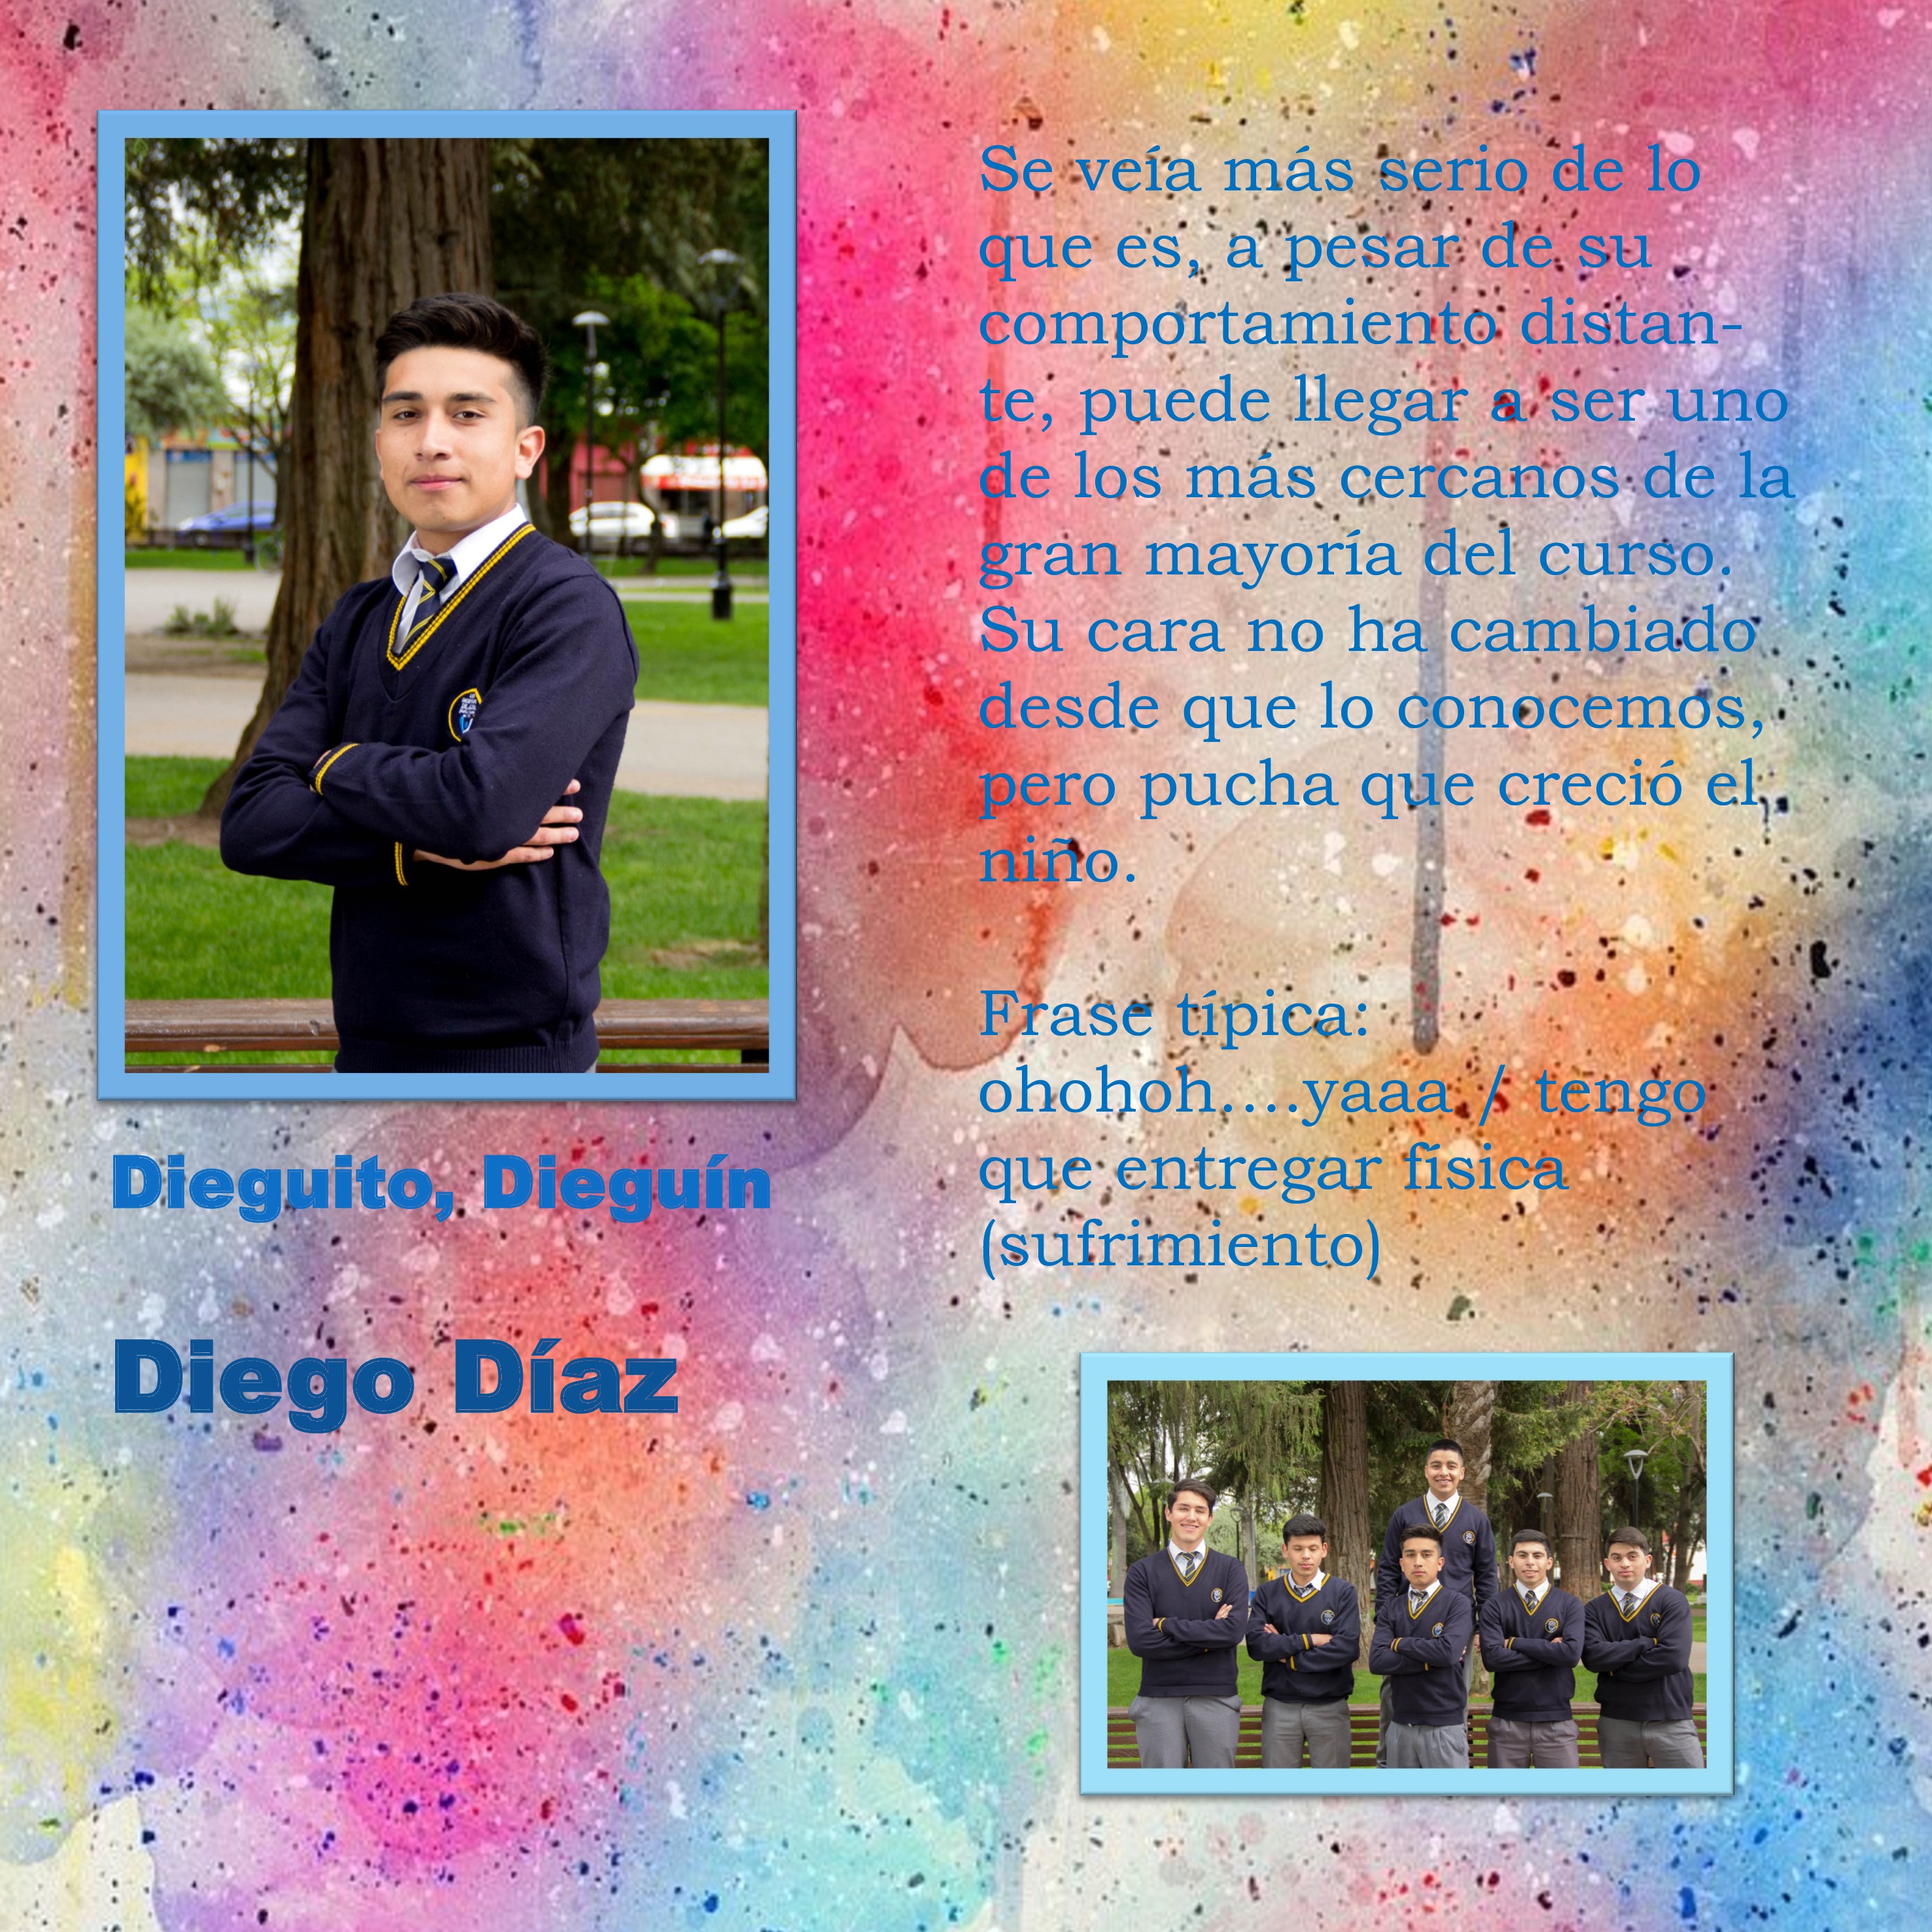 Se veía más serio de lo
que es, a pesar de su
comportamiento distan-
te, puede llegar a ser uno
de los más cercanos de la
gran mayoría del curso.
Su cara no ha cambiado
desde que lo conocemos,
pero pucha que creció el
niño.
Frase típica:
ohohoh....yaaa / tengo
que entregar física
(sufrimiento)
Dieguito, Dieguín
Diego Díaz